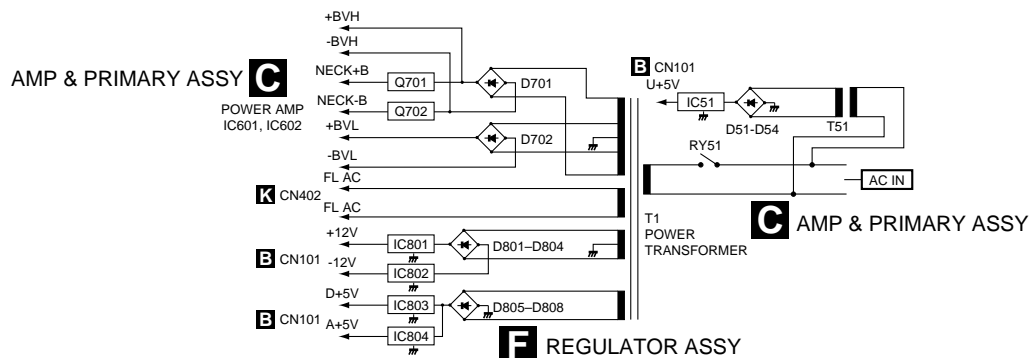 +BVH
-BVH
AMP & PRIMARY ASSY C
POWER AMP
IC601, IC602
NECK+B
Q701
D701
NECK-B
Q702
+BVL
D702
-BVL
FL AC
K CN402
FL AC
+12V
IC801
D801–D804
B CN101
-12V
IC802
D+5V
IC803
D805–D808
B CN101
A+5V
IC804
F REGULATOR ASSY
B CN101
U+5V
IC51
D51-D54
T51
RY51
AC IN
T1
POWER
TRANSFORMER
C AMP & PRIMARY ASSY